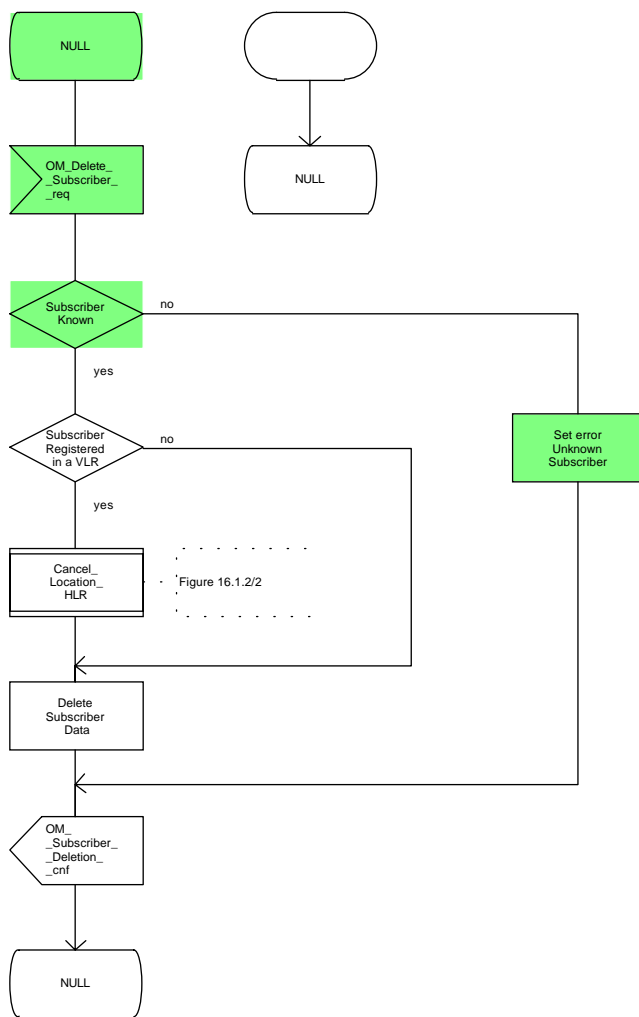 NULL
OM_Delete_
_Subscriber_
_req
NULL
Subscriber
Known
no
yes
Subscriber
Registered
in a VLR
no
Set error
Unknown
Subscriber
yes
Cancel_
Location_
HLR
Figure 16.1.2/2
Delete
Subscriber
Data
OM_
_Subscriber_
_Deletion_
_cnf
NULL